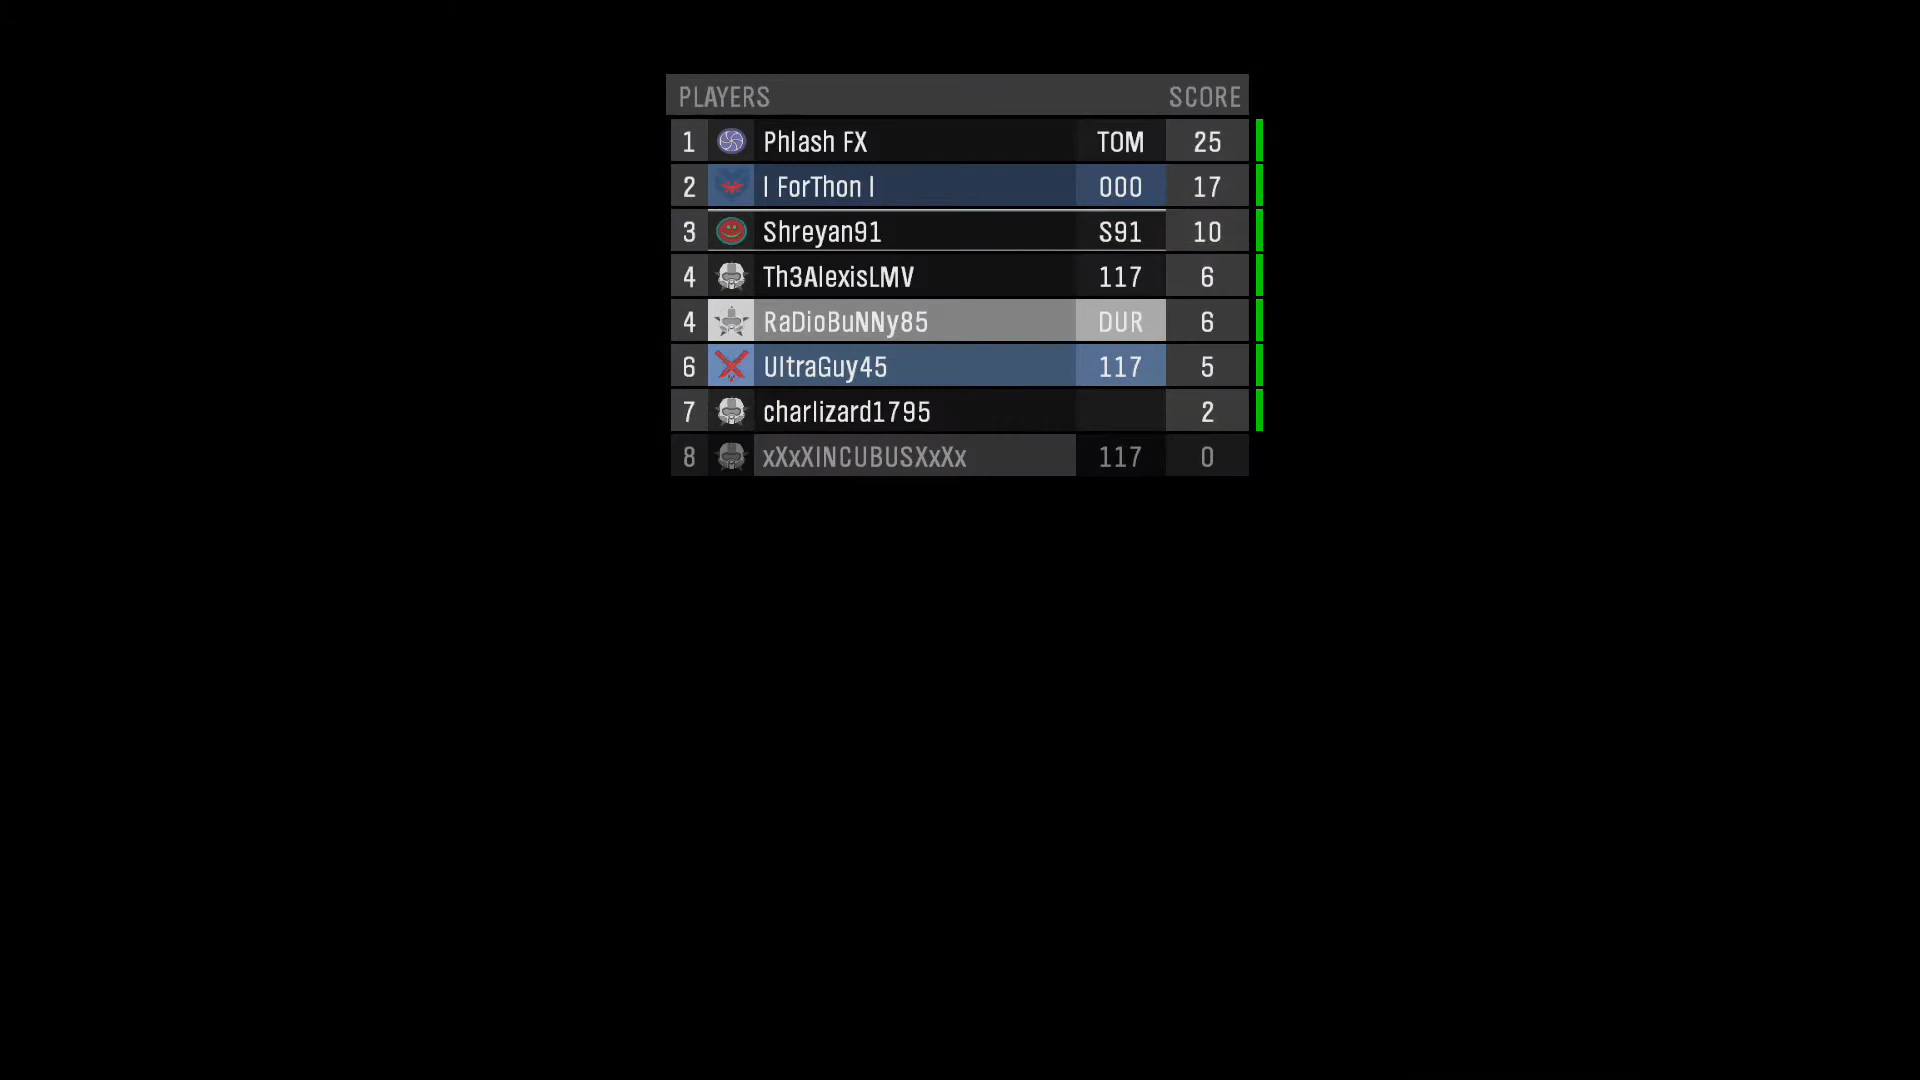 PLAYERS SCORE
1 Phlash FX TOM 25
2 I ForThon I 000 17
3 Shreyan91 S91 10
4 Th3AlexisLMV 117 6
4 RaDioBuNNy85 DUR 6
6 UltraGuy45 117 5
7 charlizard1795 2
8 xXxXINCUBUSXxXx 117 0